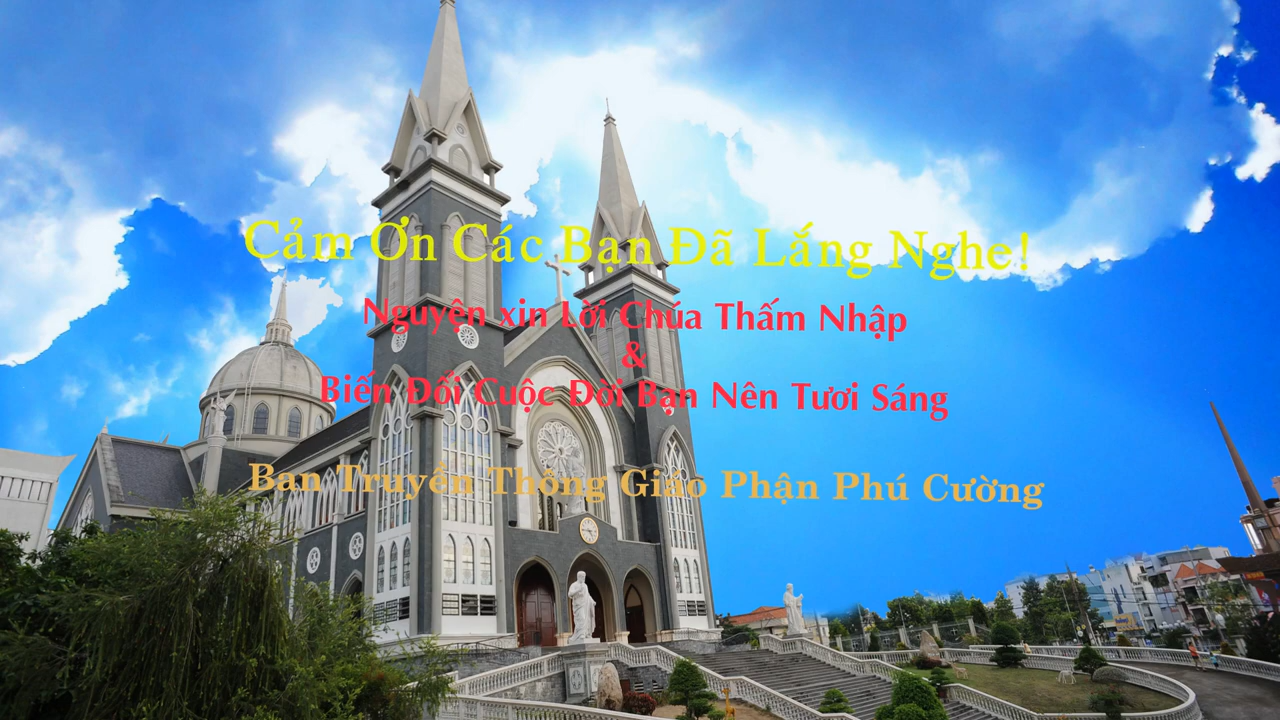 Cảm Ơn Các Bạn Đã Lắng Nghe!
Nguyện xin Lời Chúa Thấm Nhập
&
Biến Đổi Cuộc Đời Bạn Nên Tươi Sáng
Ban Truyền Thông Giáo Phận Phú Cường